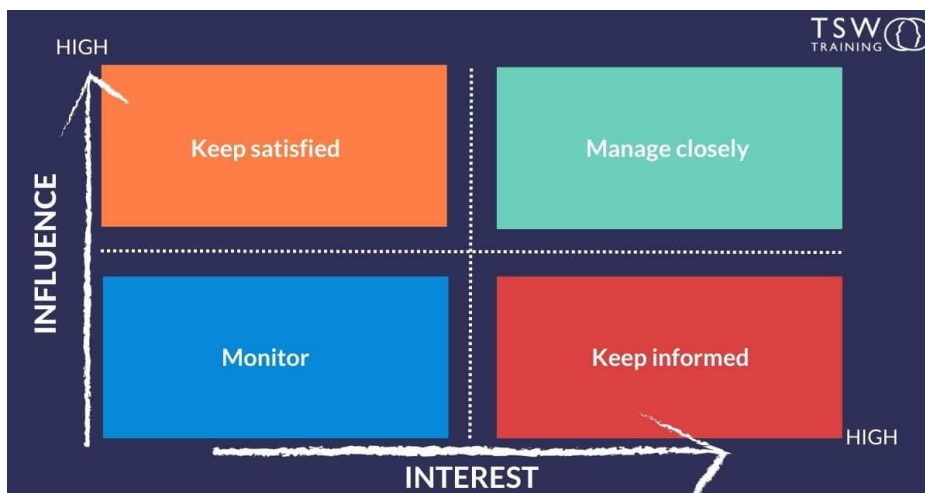 HIGH
TSW
TRAINING
Keep satisfied
Manage closely
INFLUENCE
Monitor
Keep informed
HIGH
INTEREST